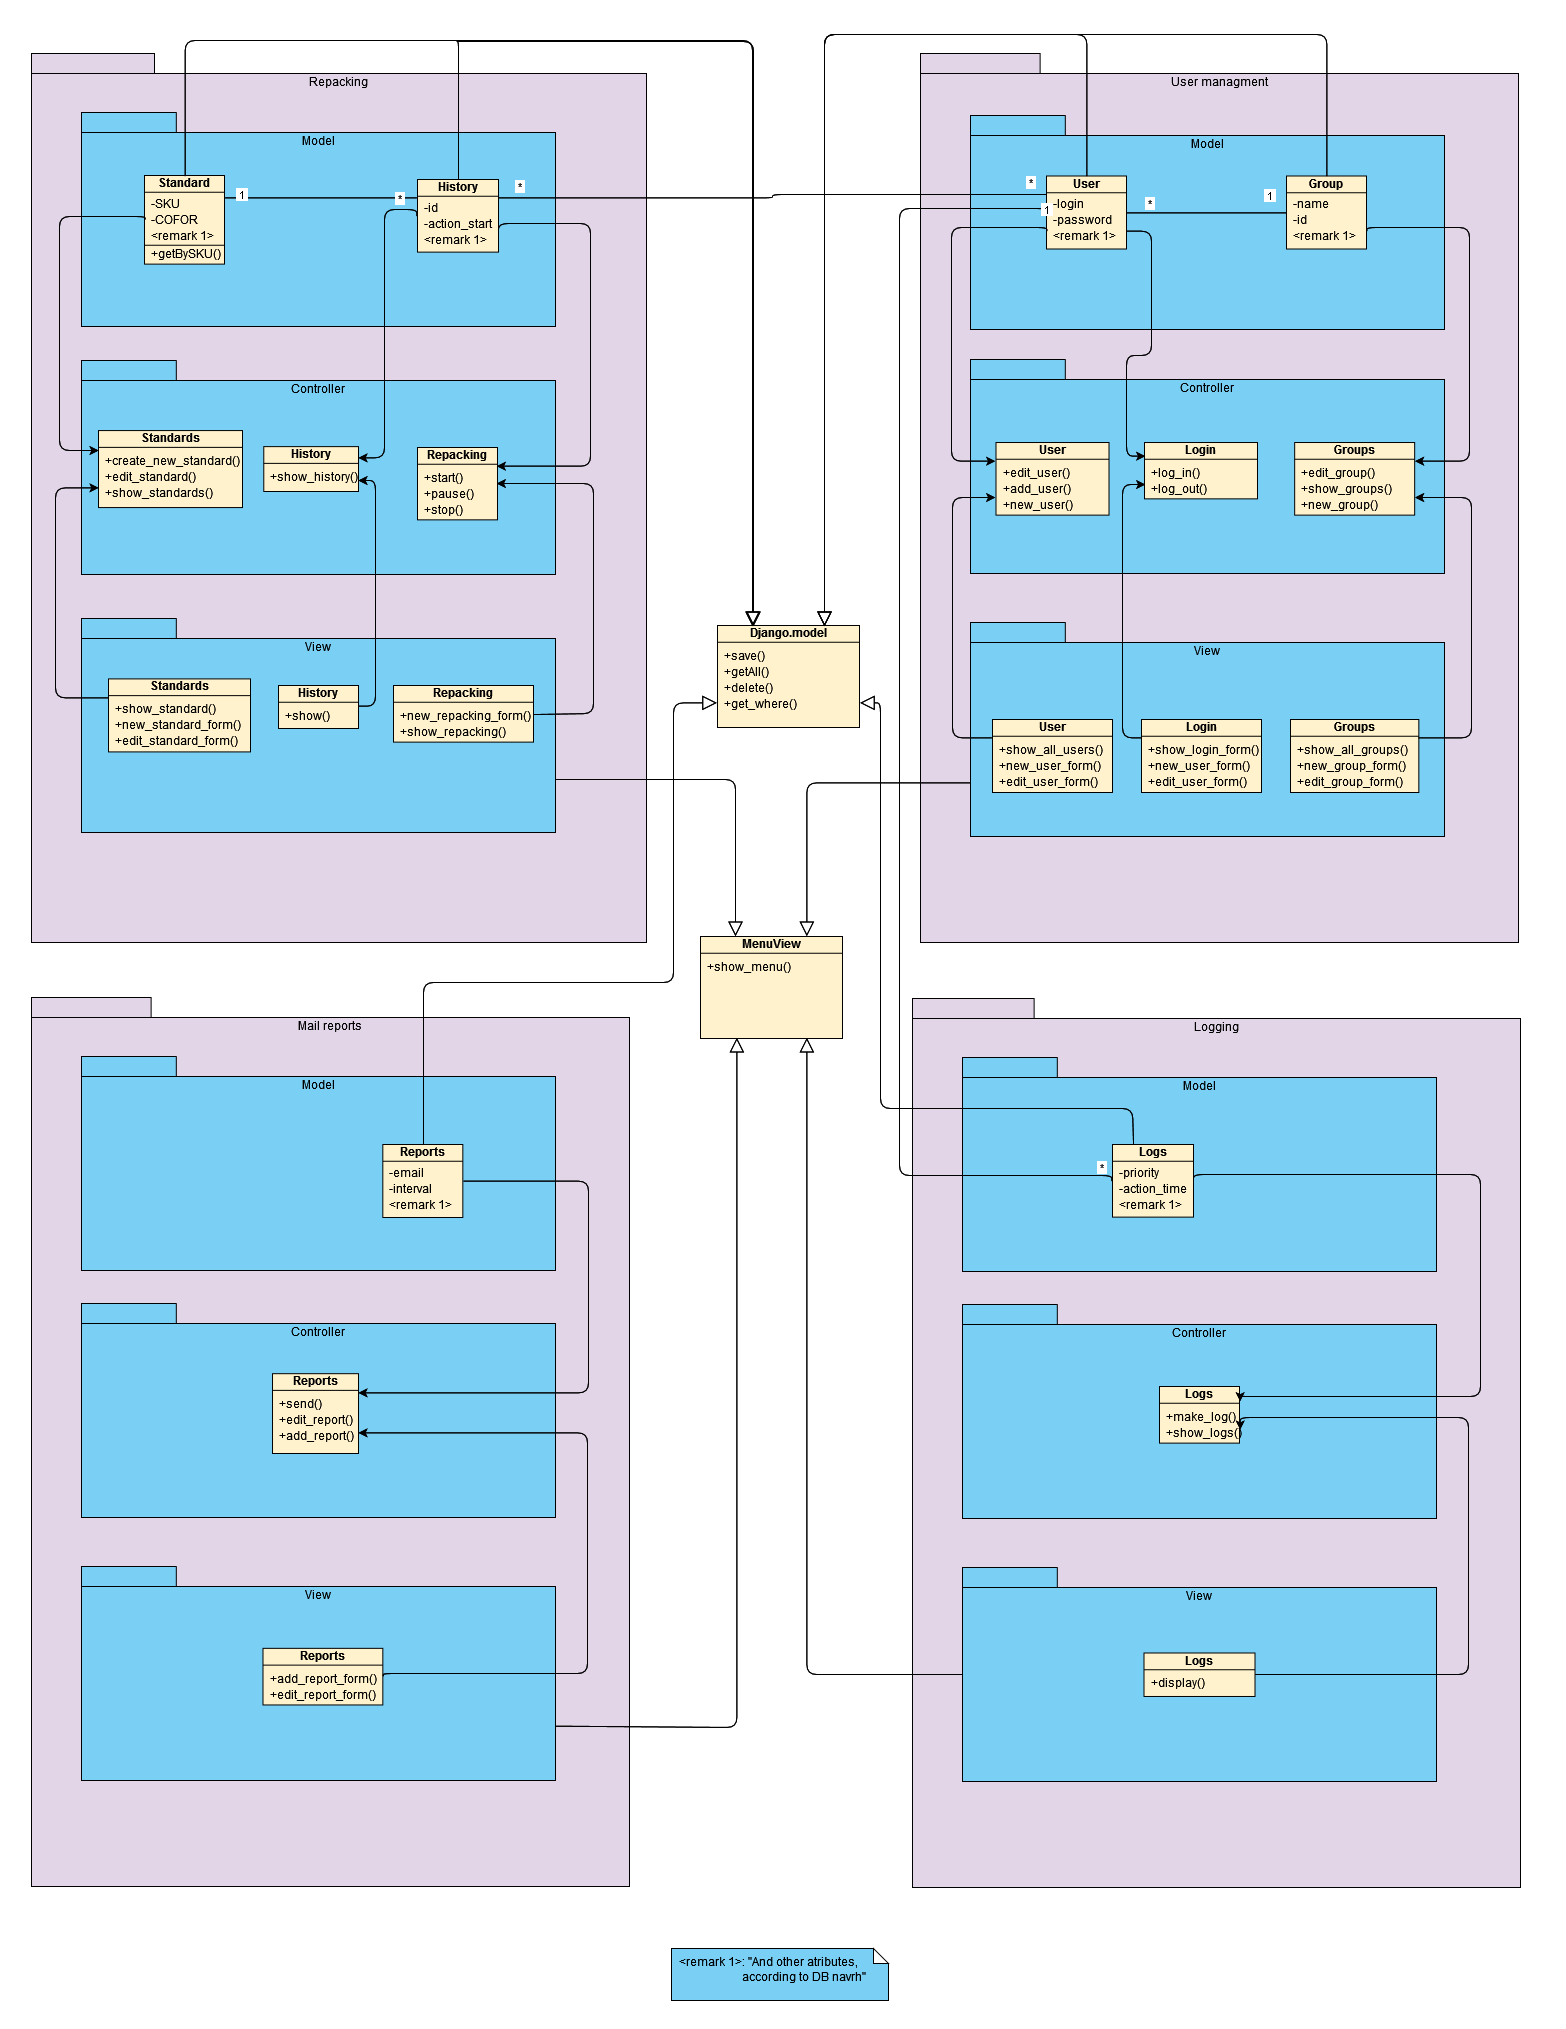 Repacking
Model
Standard
-SKU
-COFOR
<remark 1>
+getBySKU()
1
*
History
-id
-action_start
<remark 1>
*
Controller
Standards
+create_new_standard()
+edit_standard()
+show_standards()
History
+show_history()
Repacking
+start()
+pause()
+stop()
View
Standards
+show_standard()
+new_standard_form()
+edit_standard_form()
History
+show()
Repacking
+new_repacking_form()
+show_repacking()
User managment
Model
*
1
User
-login
-password
<remark 1>
*
1
Group
-name
-id
<remark 1>
Controller
User
+edit_user()
+add_user()
+new_user()
Login
+log_in()
+log_out()
Groups
+edit_group()
+show_groups()
+new_group()
View
User
+show_all_users()
+new_user_form()
+edit_user_form()
Login
+show_login_form()
+new_user_form()
+edit_user_form()
Groups
+show_all_groups()
+new_group_form()
+edit_group_form()
Django.model
+save()
+getAll()
+delete()
+get_where()
MenuView
+show_menu()
Mail reports
Model
Reports
-email
-interval
<remark 1>
Controller
Reports
+send()
+edit_report()
+add_report()
View
Reports
+add_report_form()
+edit_report_form()
Logging
Model
*
Logs
-priority
-action_time
<remark 1>
Controller
Logs
+make_log()
+show_logs()
View
Logs
+display()
<remark 1>: "And other atributes,
according to DB navrh"